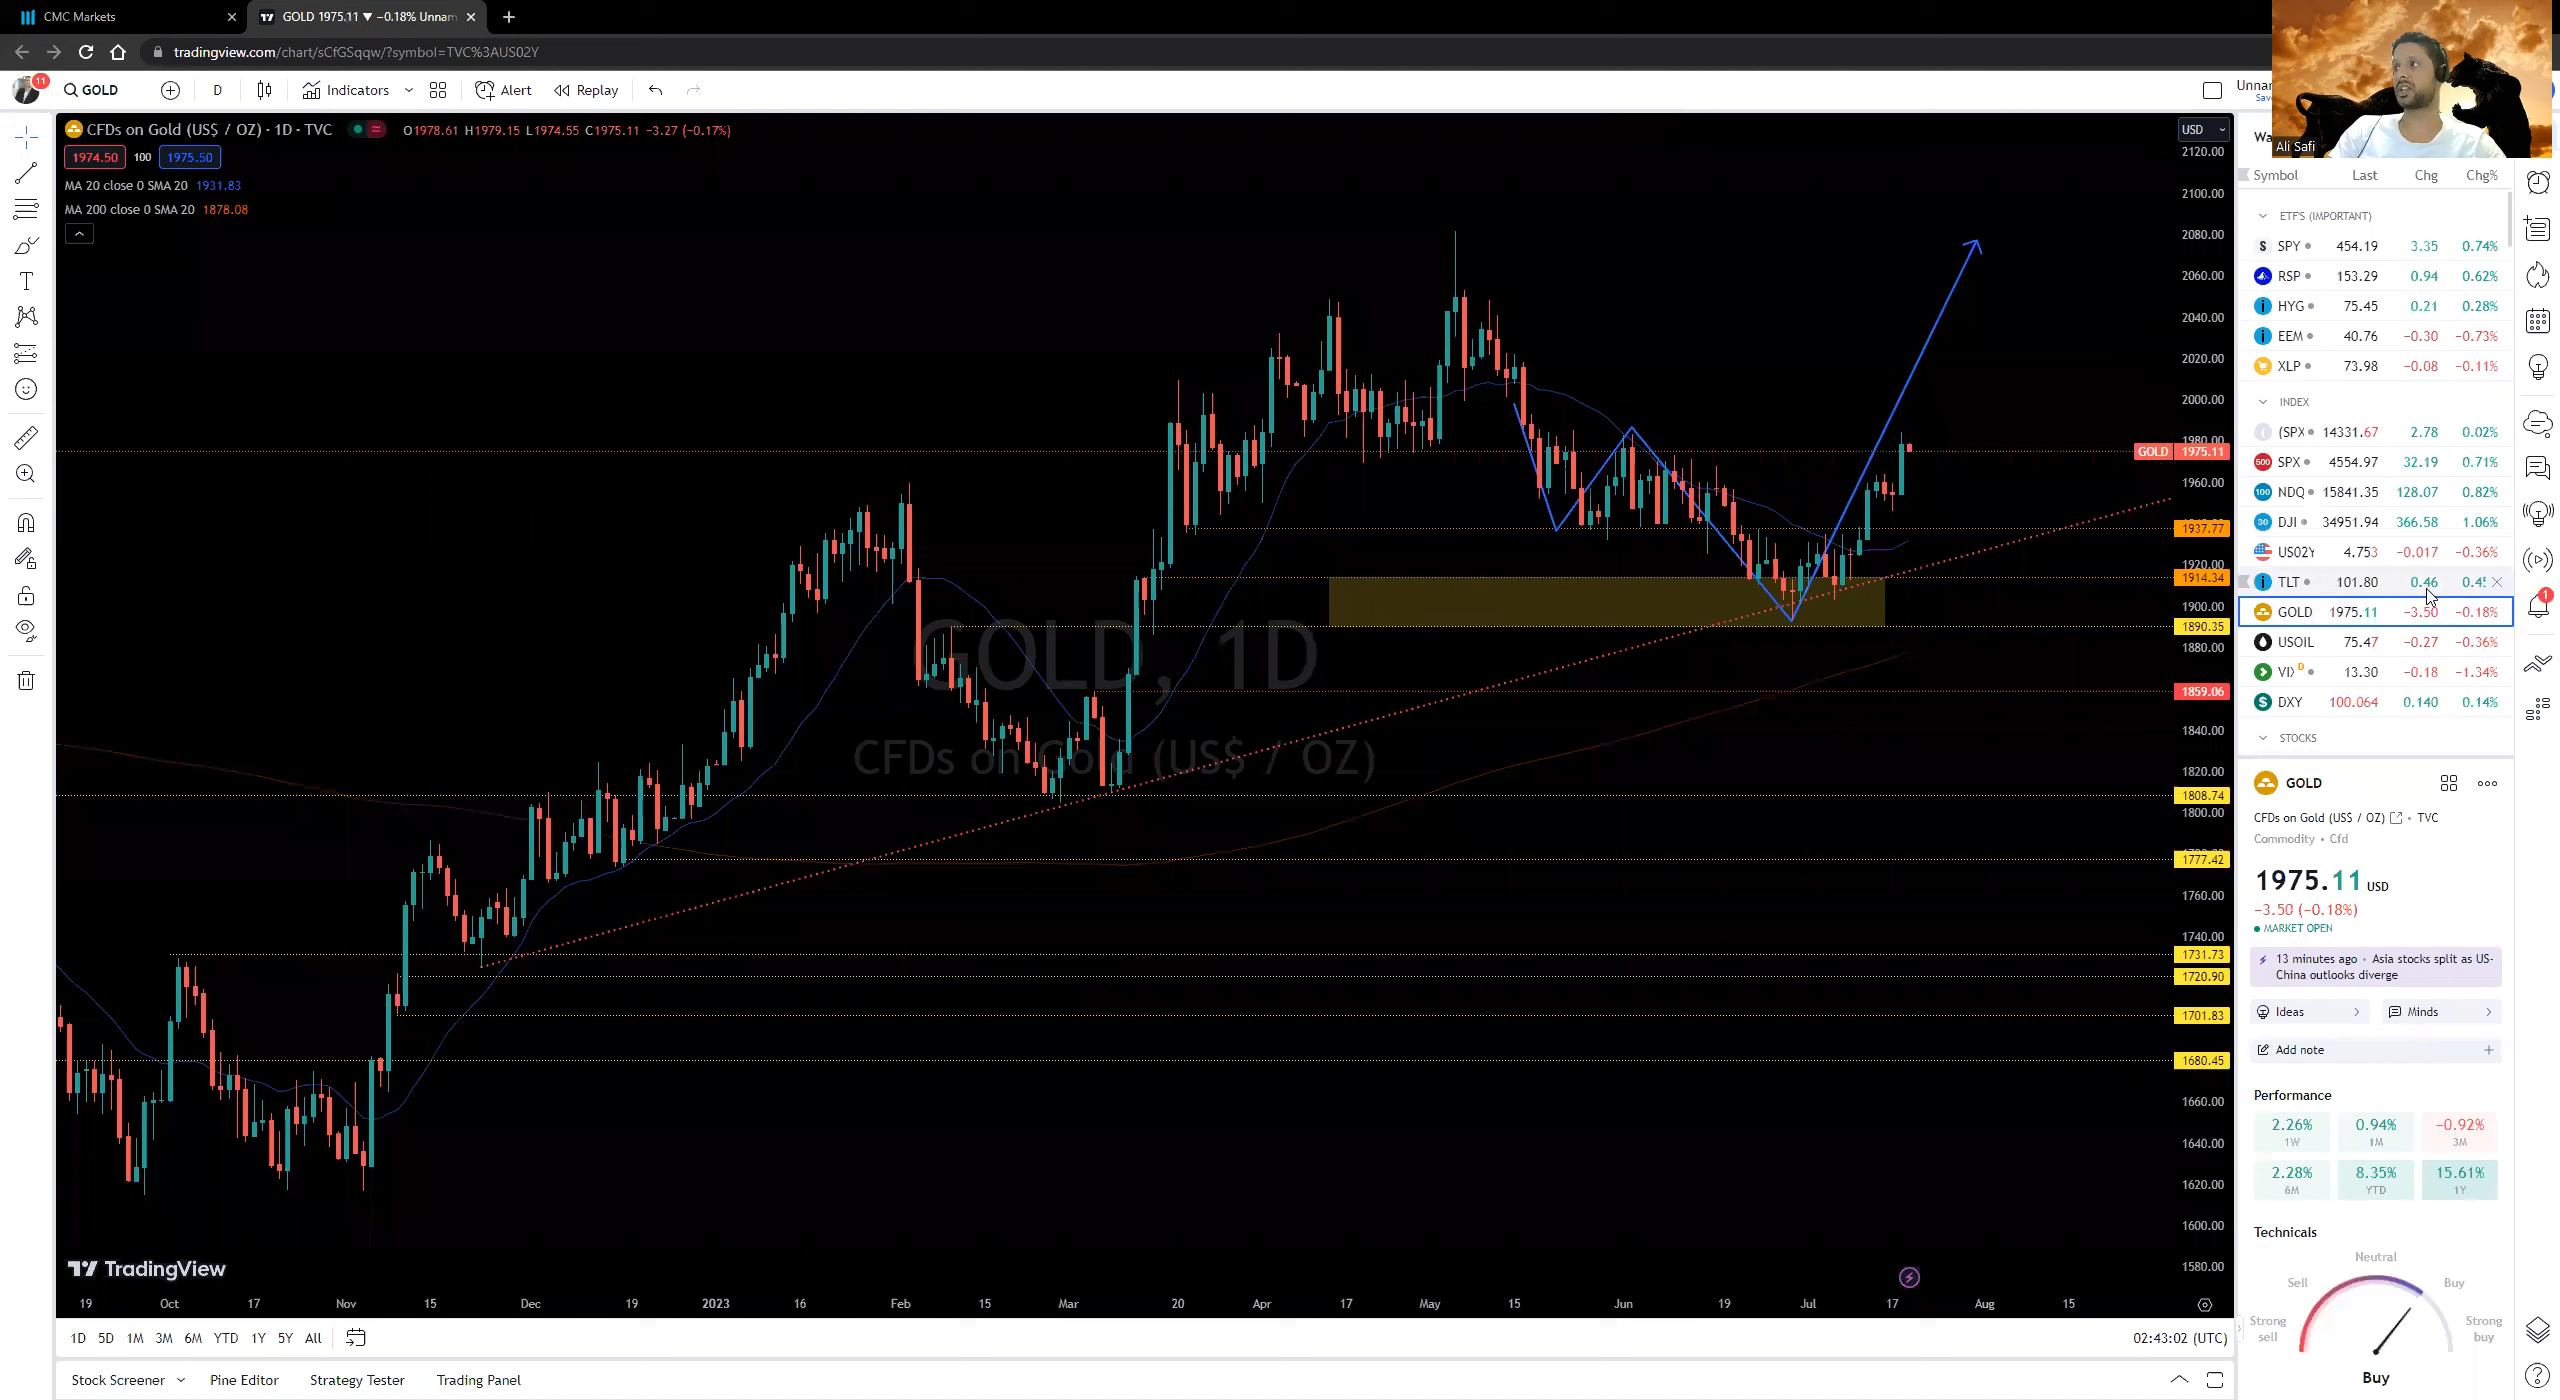 CMC Markets
GOLD 1975.11 ▼ −0.18% Unnam
tradingview.com/chart/sCfGSqqw/?symbol=TVC%3AUS02Y
11
GOLD
D
Indicators
Alert
Replay
Unnar
Save
Ali Safi
CFDs on Gold (US$ / OZ) · 1D · TVC
O1978.61 H1979.15 L1974.55 C1975.11 −3.27 (−0.17%)
1974.50 100 1975.50
MA 20 close 0 SMA 20 1931.83
MA 200 close 0 SMA 20 1878.08
GOLD, 1D
CFDs on Gold (US$ / OZ)
TradingView
USD
2120.00
2100.00
2080.00
2060.00
2040.00
2020.00
2000.00
1980.00
GOLD 1975.11
1960.00
1937.77
1920.00
1914.34
1900.00
1890.35
1880.00
1859.06
1840.00
1820.00
1808.74
1800.00
1777.42
1760.00
1740.00
1731.73
1720.90
1701.83
1680.45
1660.00
1640.00
1620.00
1600.00
1580.00
19 Oct 17 Nov 15 Dec 19 2023 16 Feb 15 Mar 20 Apr 17 May 15 Jun 19 Jul 17 Aug 15
1D 5D 1M 3M 6M YTD 1Y 5Y All
02:43:02 (UTC)
Stock Screener Pine Editor Strategy Tester Trading Panel
Wa
Symbol Last Chg Chg%
ETFS (IMPORTANT)
SPY 454.19 3.35 0.74%
RSP 153.29 0.94 0.62%
HYG 75.45 0.21 0.28%
EEM 40.76 −0.30 −0.73%
XLP 73.98 −0.08 −0.11%
INDEX
(SPX 14331.67 2.78 0.02%
SPX 4554.97 32.19 0.71%
NDQ 15841.35 128.07 0.82%
DJI 34951.94 366.58 1.06%
US02Y 4.753 −0.017 −0.36%
TLT 101.80 0.46
GOLD 1975.11 −3.50 −0.18%
USOIL 75.47 −0.27 −0.36%
VIX D 13.30 −0.18 −1.34%
DXY 100.064 0.140 0.14%
STOCKS
GOLD
CFDs on Gold (US$ / OZ) • TVC
Commodity • Cfd
1975.11 USD
−3.50 (−0.18%)
MARKET OPEN
13 minutes ago • Asia stocks split as US-
China outlooks diverge
Ideas Minds
Add note
Performance
2.26% 0.94% −0.92%
1W 1M 3M
2.28% 8.35% 15.61%
6M YTD 1Y
Technicals
Neutral
Sell Buy
Strong sell Strong buy
Buy
1